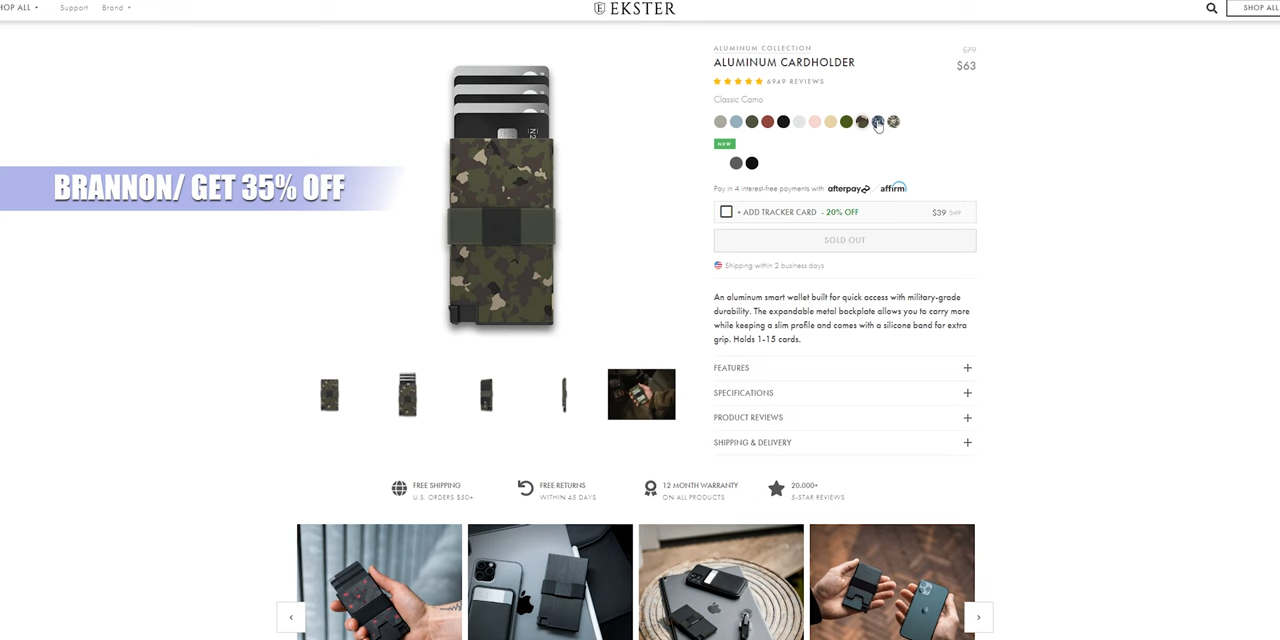 SHOP ALL
Support
Brand
EKSTER
SHOP ALL
ALUMINUM COLLECTION
$79
ALUMINUM CARDHOLDER
$63
6949 REVIEWS
Classic Camo
NEW
BRANNON/ GET 35% OFF
Pay in 4 interest-free payments with afterpay / affirm
+ ADD TRACKER CARD - 20% OFF
$39 $49
SOLD OUT
Shipping within 2 business days
An aluminum smart wallet built for quick access with military-grade
durability. The expandable metal backplate allows you to carry more
while keeping a slim profile and comes with a silicone band for extra
grip. Holds 1-15 cards.
FEATURES +
SPECIFICATIONS +
PRODUCT REVIEWS +
SHIPPING & DELIVERY +
FREE SHIPPING
U.S. ORDERS $50+
FREE RETURNS
WITHIN 45 DAYS
12 MONTH WARRANTY
ON ALL PRODUCTS
20.000+
5-STAR REVIEWS